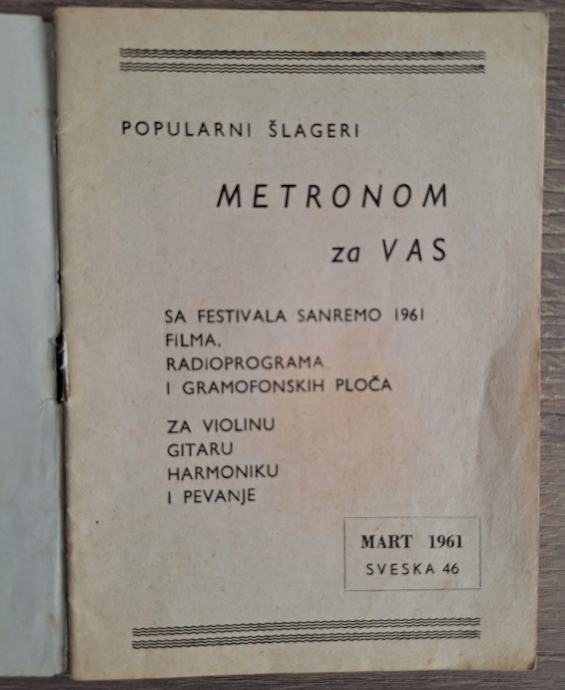 POPULARNI ŠLAGERI
METRONOM
za VAS
SA FESTIVALA SANREMO 1961
FILMA,
RADIOPROGRAMA
I GRAMOFONSKIH PLOČA
ZA VIOLINU
GITARU
HARMONIKU
I PEVANJE
MART 1961
SVESKA 46